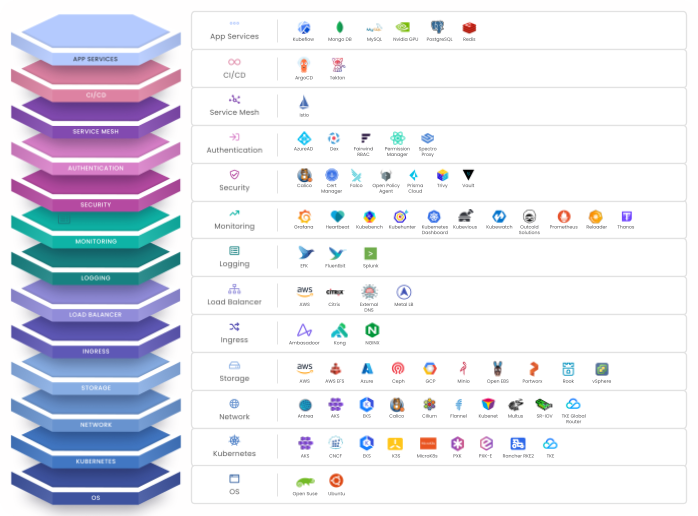 APP SERVICES
CI/CD
SERVICE MESH
AUTHENTICATION
SECURITY
MONITORING
LOGGING
LOAD BALANCER
INGRESS
STORAGE
NETWORK
KUBERNETES
OS
App Services
Kubeflow Mongo DB MySQL Nvidia GPU PostgreSQL Redis
CI/CD
ArgoCD Tekton
Service Mesh
Istio
Authentication
AzureAD Dex Fairwind RBAC Permission Manager Spectro Proxy
Security
Calico Cert Manager Falco Open Policy Agent Prisma Cloud Trivy Vault
Monitoring
Grafana Heartbeat Kubebench Kubehunter Kubernetes Dashboard Kubevious Kubewatch Outcold Solutions Prometheus Reloader Thanos
Logging
EFK FluentBit Splunk
Load Balancer
aws citrix
AWS Citrix External DNS Metal LB
Ingress
Ambassador Kong NGINX
Storage
aws
AWS AWS EFS Azure Ceph GCP Minio Open EBS Portworx Rook vSphere
Network
Antrea AKS EKS Calico Cilium Flannel Kubenet Multus SR-IOV TKE Global Router
Kubernetes
AKS CNCF EKS K3S MicroK8s PXK PXK-E Rancher RKE2 TKE
OS
Open Suse Ubuntu